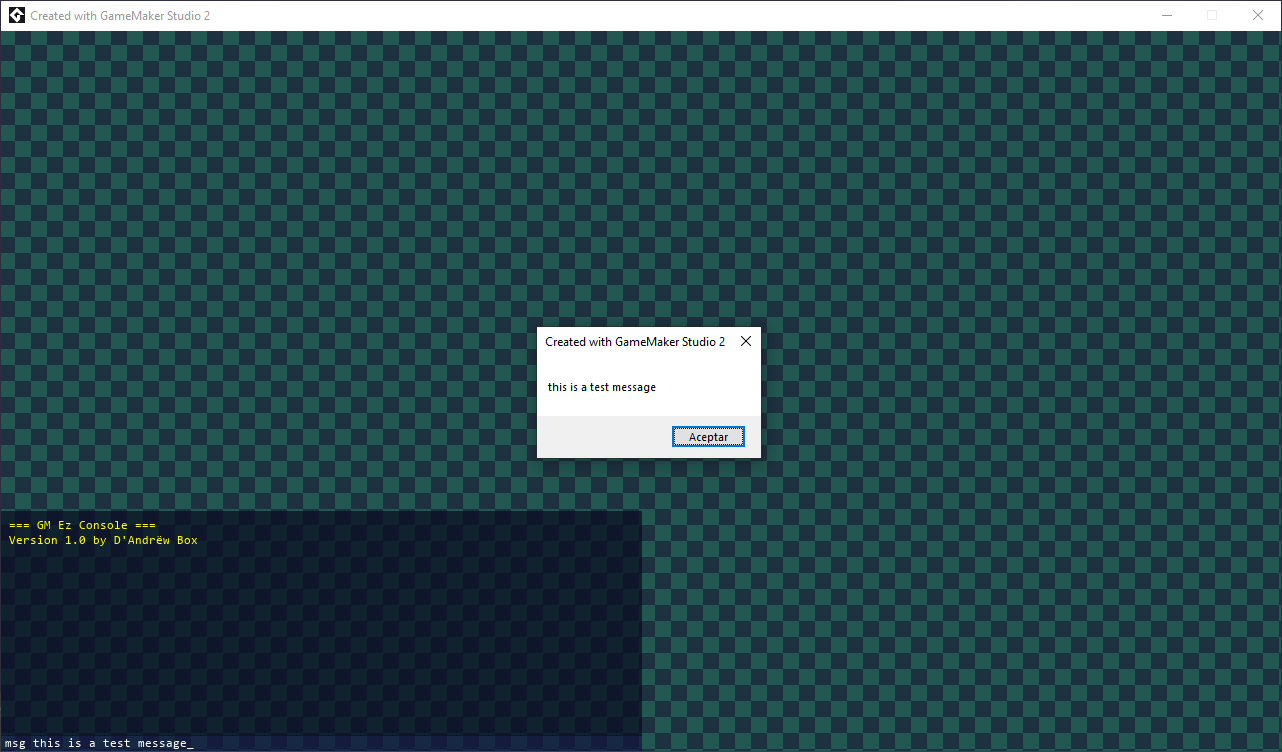 Created with GameMaker Studio 2
Created with GameMaker Studio 2
this is a test message
Aceptar
=== GM Ez Console ===
Version 1.0 by D'Andrëw Box
msg this is a test message_